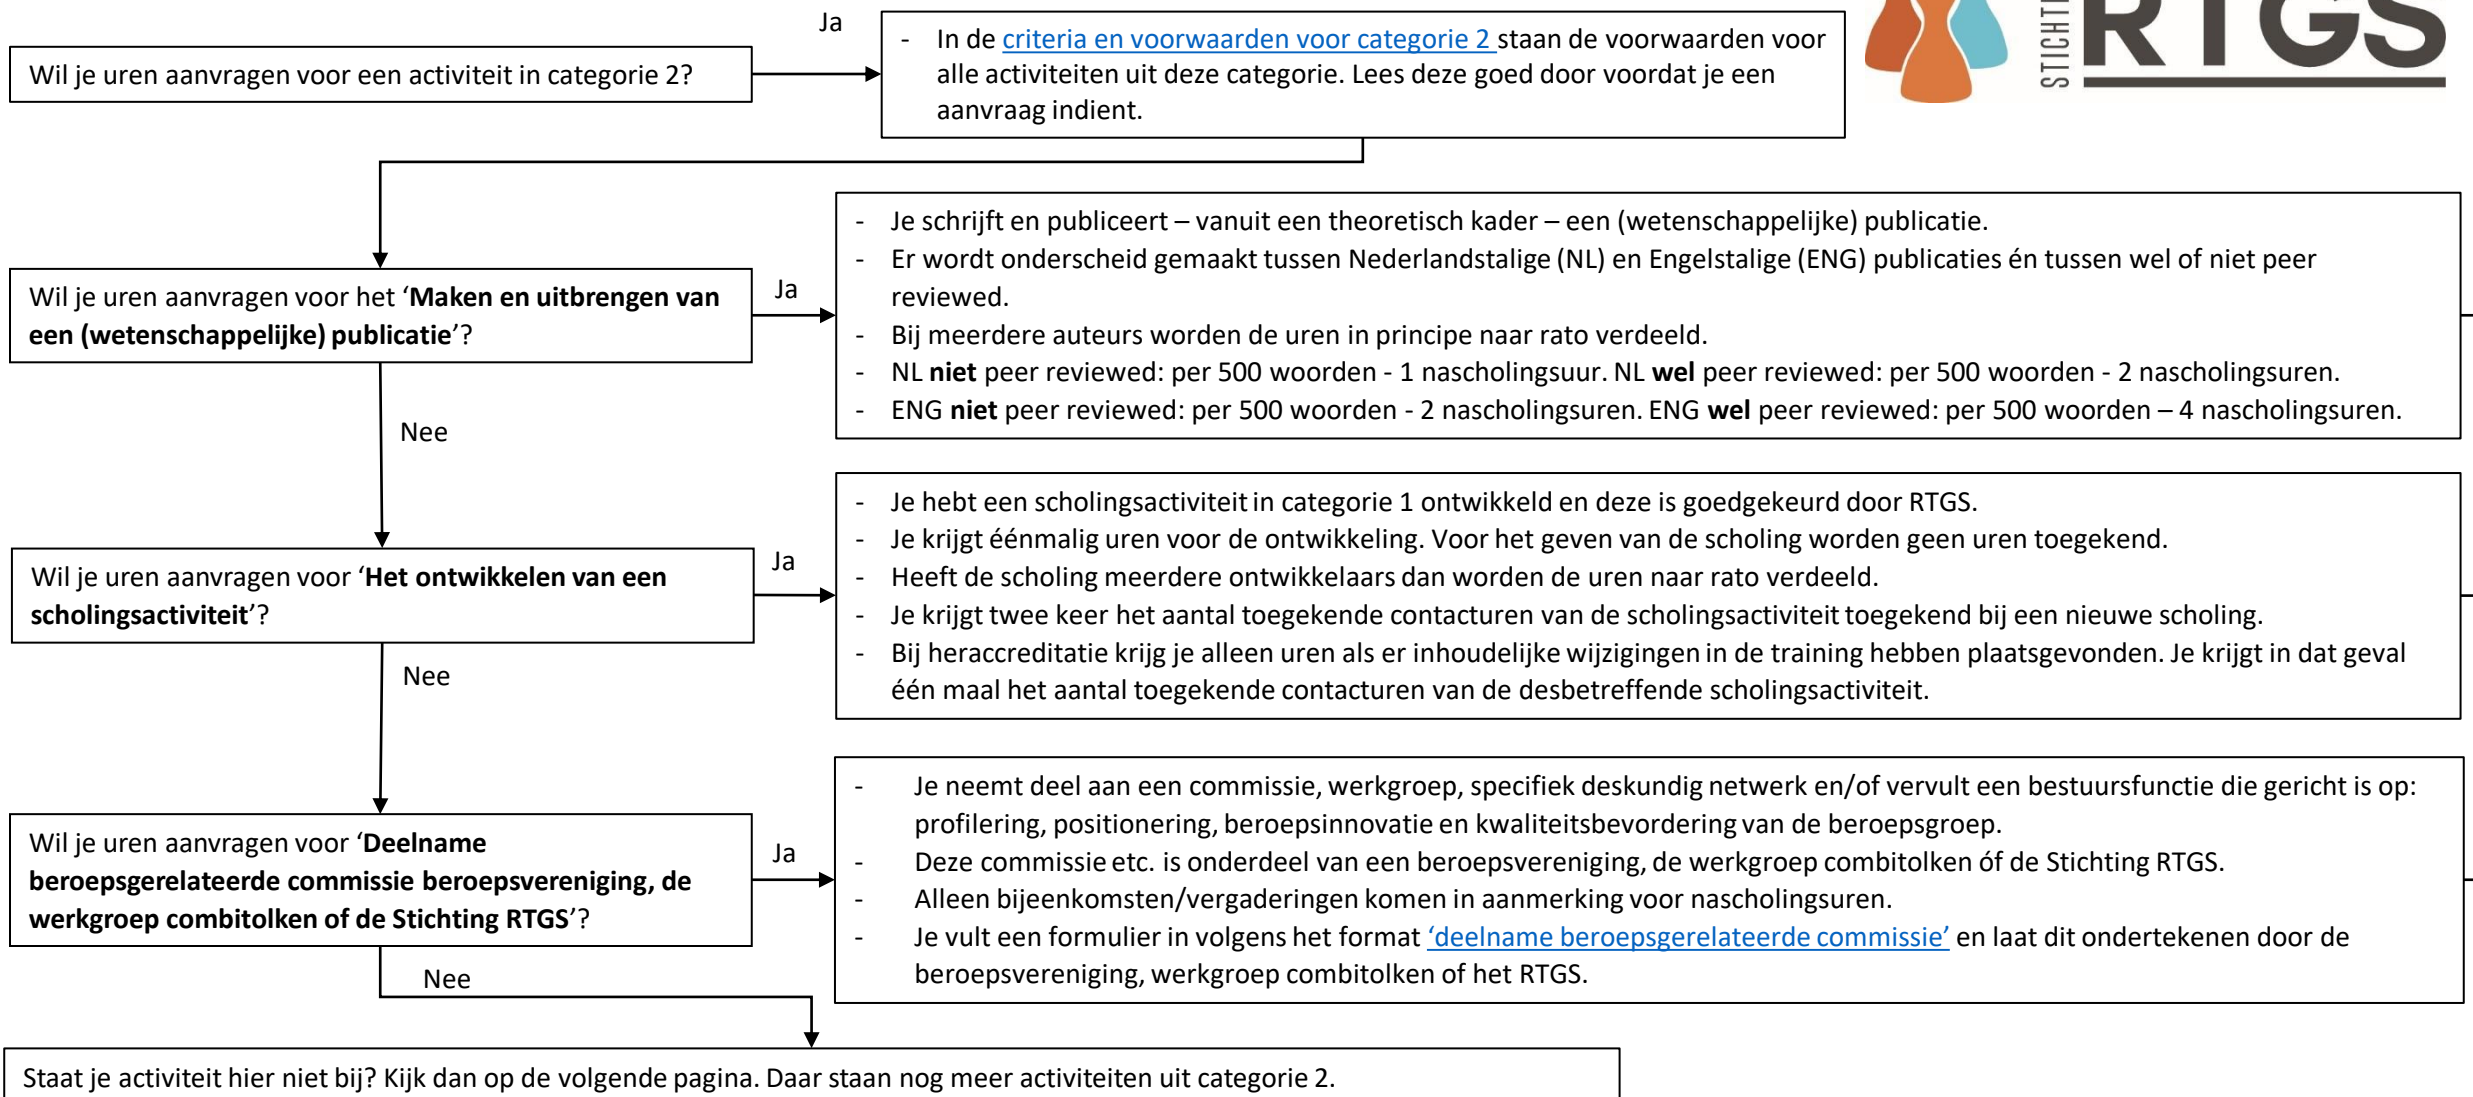 Ja
STICHTI
RTGS
Wil je uren aanvragen voor een activiteit in categorie 2?
- In de criteria en voorwaarden voor categorie 2 staan de voorwaarden voor
alle activiteiten uit deze categorie. Lees deze goed door voordat je een
aanvraag indient.
Wil je uren aanvragen voor het ‘Maken en uitbrengen van
een (wetenschappelijke) publicatie’?
Ja
- Je schrijft en publiceert – vanuit een theoretisch kader – een (wetenschappelijke) publicatie.
- Er wordt onderscheid gemaakt tussen Nederlandstalige (NL) en Engelstalige (ENG) publicaties én tussen wel of niet peer
reviewed.
- Bij meerdere auteurs worden de uren in principe naar rato verdeeld.
- NL niet peer reviewed: per 500 woorden - 1 nascholingsuur. NL wel peer reviewed: per 500 woorden - 2 nascholingsuren.
- ENG niet peer reviewed: per 500 woorden - 2 nascholingsuren. ENG wel peer reviewed: per 500 woorden – 4 nascholingsuren.
Nee
Wil je uren aanvragen voor ‘Het ontwikkelen van een
scholingsactiviteit’?
Ja
- Je hebt een scholingsactiviteit in categorie 1 ontwikkeld en deze is goedgekeurd door RTGS.
- Je krijgt éénmalig uren voor de ontwikkeling. Voor het geven van de scholing worden geen uren toegekend.
- Heeft de scholing meerdere ontwikkelaars dan worden de uren naar rato verdeeld.
- Je krijgt twee keer het aantal toegekende contacturen van de scholingsactiviteit toegekend bij een nieuwe scholing.
- Bij heraccreditatie krijg je alleen uren als er inhoudelijke wijzigingen in de training hebben plaatsgevonden. Je krijgt in dat geval
één maal het aantal toegekende contacturen van de desbetreffende scholingsactiviteit.
Nee
Wil je uren aanvragen voor ‘Deelname
beroepsgerelateerde commissie beroepsvereniging, de
werkgroep combitolken of de Stichting RTGS’?
Ja
- Je neemt deel aan een commissie, werkgroep, specifiek deskundig netwerk en/of vervult een bestuursfunctie die gericht is op:
profilering, positionering, beroepsinnovatie en kwaliteitsbevordering van de beroepsgroep.
- Deze commissie etc. is onderdeel van een beroepsvereniging, de werkgroep combitolken óf de Stichting RTGS.
- Alleen bijeenkomsten/vergaderingen komen in aanmerking voor nascholingsuren.
- Je vult een formulier in volgens het format ‘deelname beroepsgerelateerde commissie’ en laat dit ondertekenen door de
beroepsvereniging, werkgroep combitolken of het RTGS.
Nee
Staat je activiteit hier niet bij? Kijk dan op de volgende pagina. Daar staan nog meer activiteiten uit categorie 2.